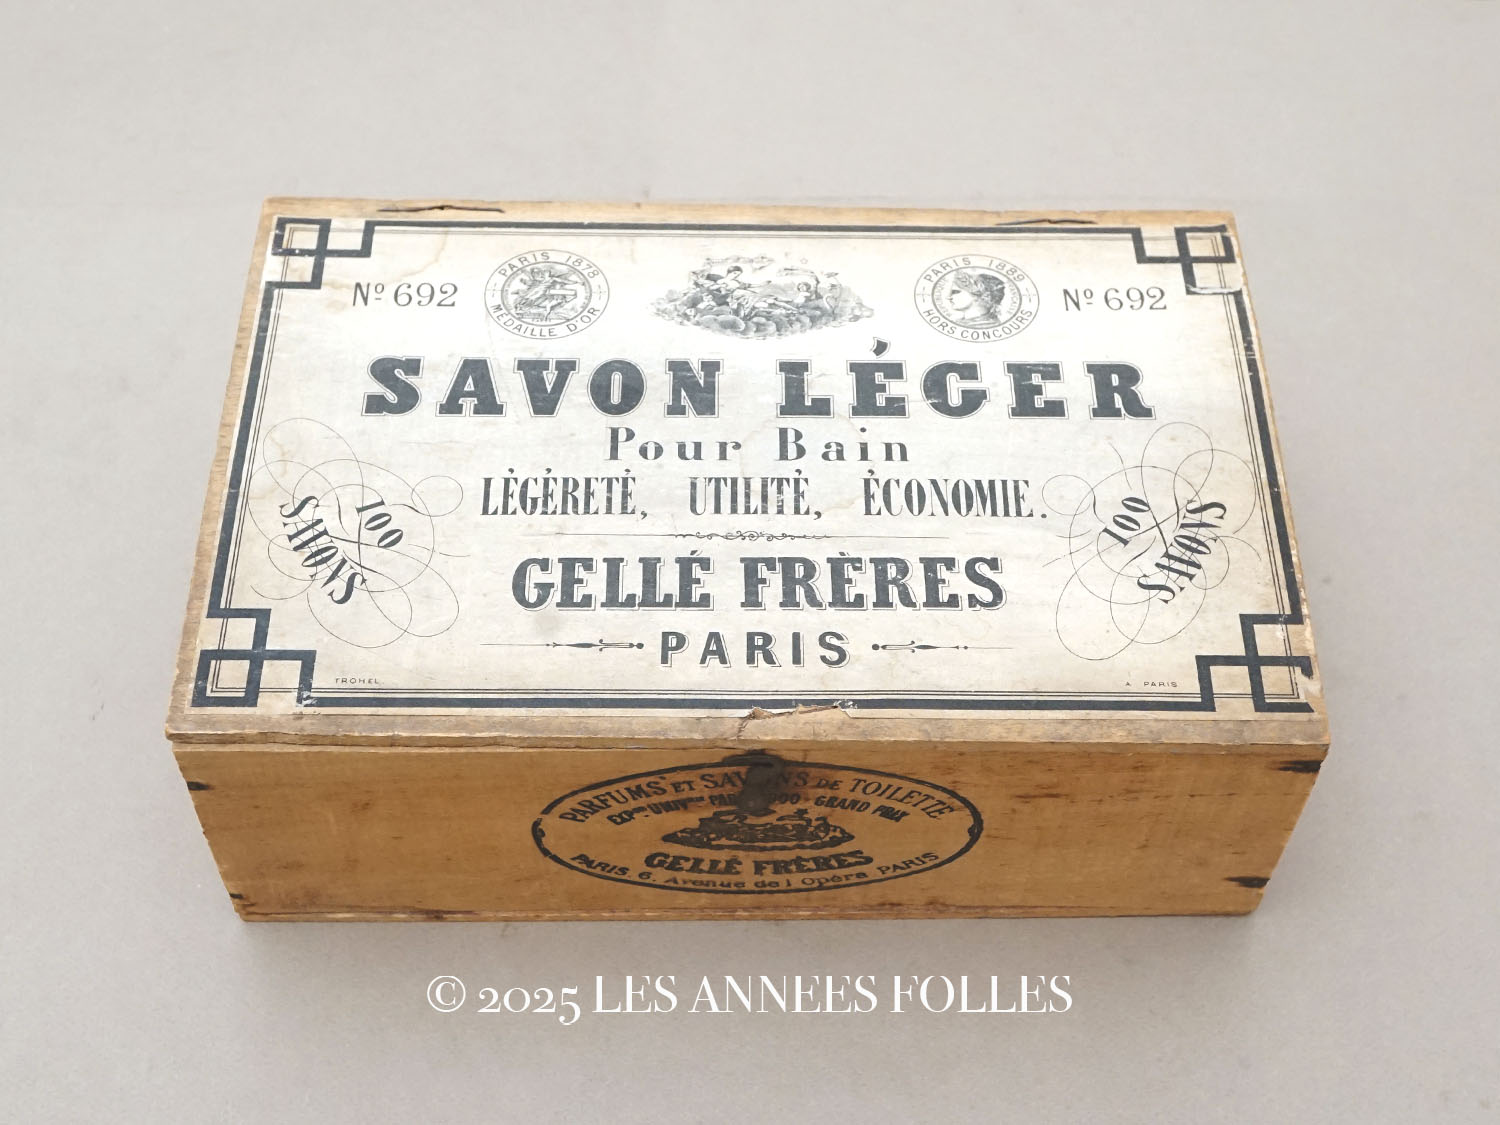 Nº 692
PARIS 1878
MÉDAILLE D'OR
PARIS 1889
HORS CONCOURS
Nº 692
SAVON LÉGER
Pour Bain
LÉGÉRETÉ, UTILITÉ, ÉCONOMIE.
100
SAVONS
100
SAVONS
GELLÉ FRÈRES
PARIS
TROHEL.
A PARIS
PARFUMS ET SAVONS DE TOILETTE
GRAND PRIX
GELLÉ FRÈRES
PARIS. 6. Avenue de l Opéra PARIS
© 2025 LES ANNEES FOLLES